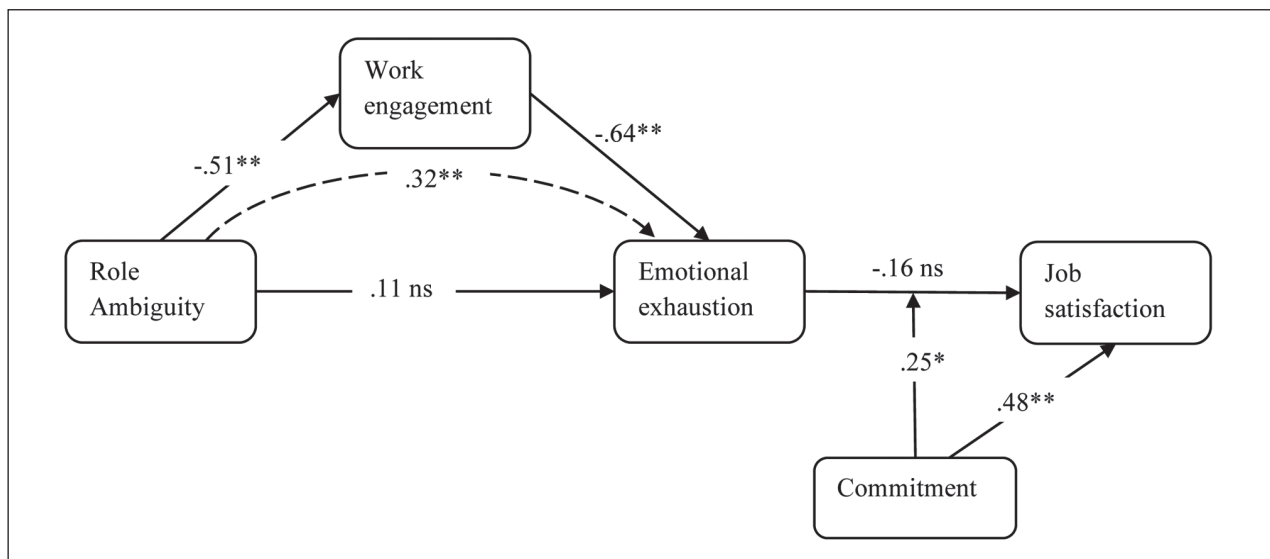 Work
engagement
-.51**
-.64**
.32**
Role
Ambiguity
.11 ns
Emotional
exhaustion
-.16 ns
Job
satisfaction
.25*
.48**
Commitment